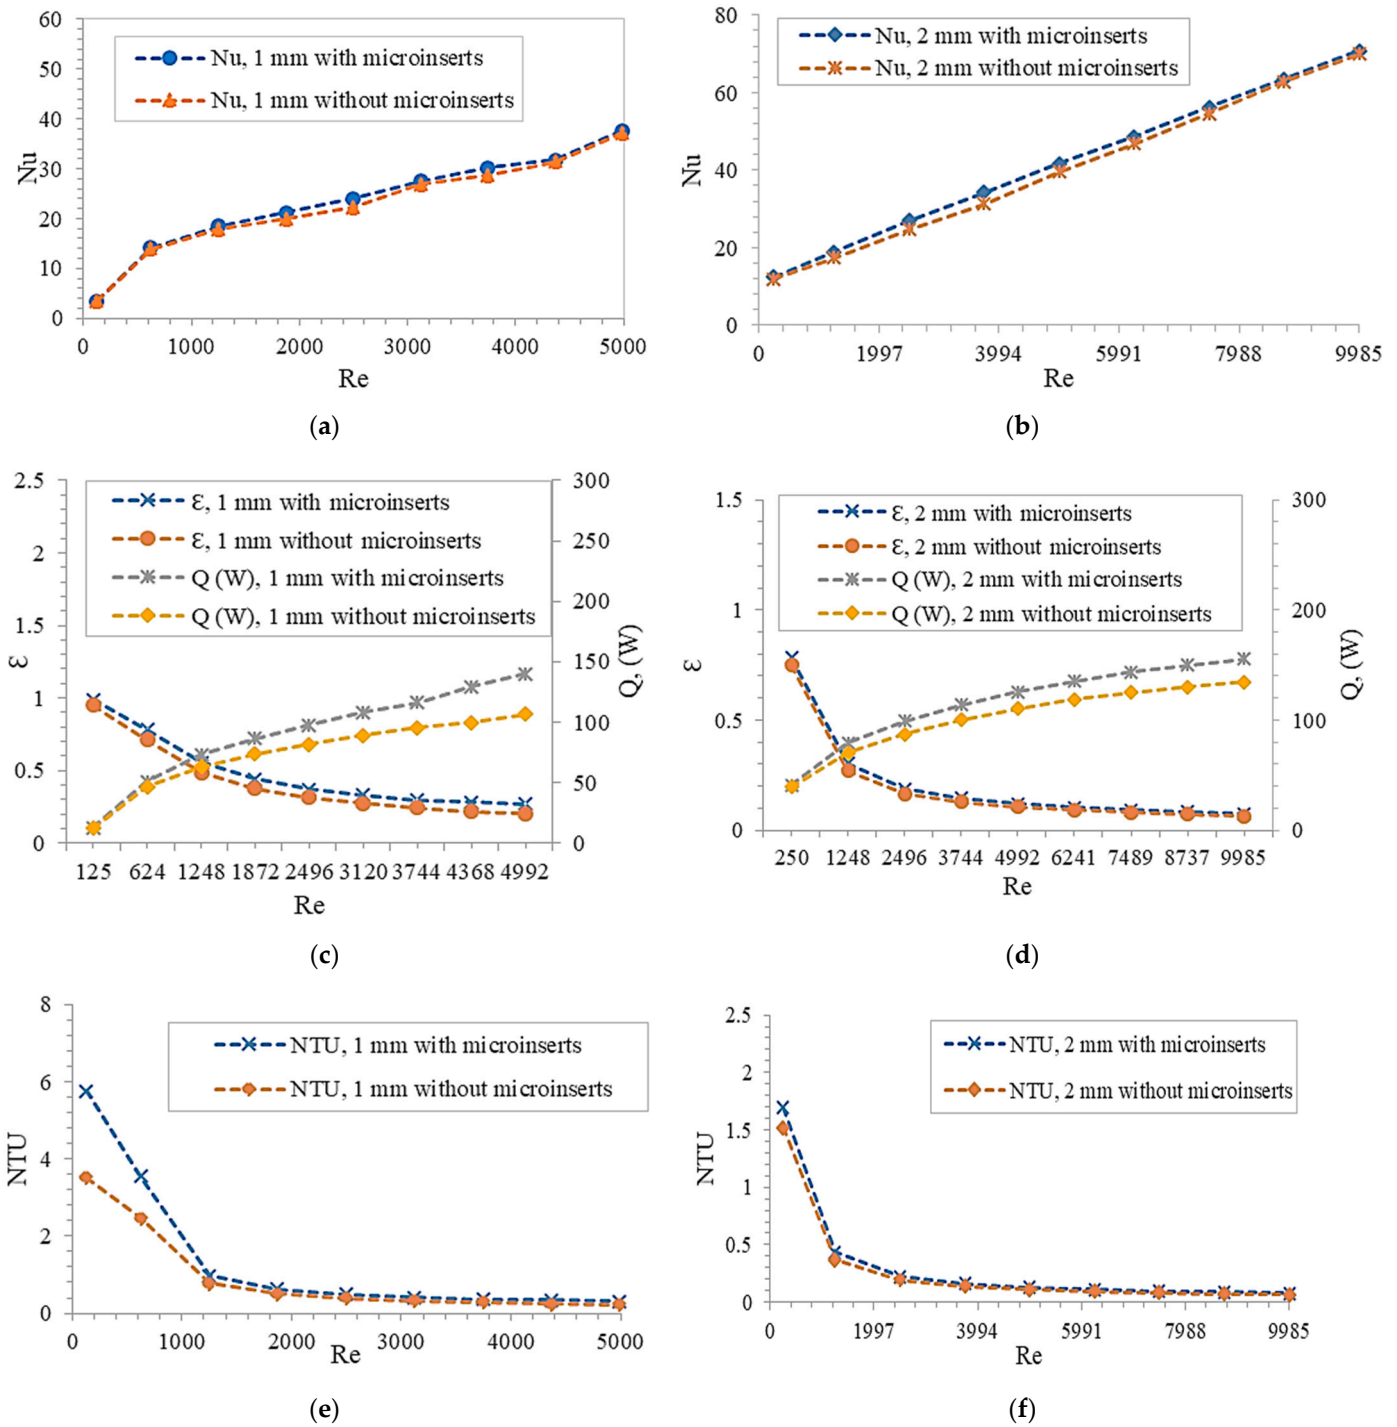 60
50
40
30
20
10
0
Nu
Nu, 1 mm with microinserts
Nu, 1 mm without microinserts
0 1000 2000 3000 4000 5000
Re
(a)
80
60
40
20
0
Nu
Nu, 2 mm with microinserts
Nu, 2 mm without microinserts
0 1997 3994 5991 7988 9985
Re
(b)
2.5
2
1.5
1
0.5
0
Ɛ
Ɛ, 1 mm with microinserts
Ɛ, 1 mm without microinserts
Q (W), 1 mm with microinserts
Q (W), 1 mm without microinserts
300
250
200
150
100
50
0
Q, (W)
125 624 1248 1872 2496 3120 3744 4368 4992
Re
(c)
1.5
1
0.5
0
Ɛ
Ɛ, 2 mm with microinserts
Ɛ, 2 mm without microinserts
Q (W), 2 mm with microinserts
Q (W), 2 mm without microinserts
300
200
100
0
Q, (W)
250 1248 2496 3744 4992 6241 7489 8737 9985
Re
(d)
8
6
4
2
0
NTU
NTU, 1 mm with microinserts
NTU, 1 mm without microinserts
0 1000 2000 3000 4000 5000
Re
(e)
2.5
2
1.5
1
0.5
0
NTU
NTU, 2 mm with microinserts
NTU, 2 mm without microinserts
0 1997 3994 5991 7988 9985
Re
(f)